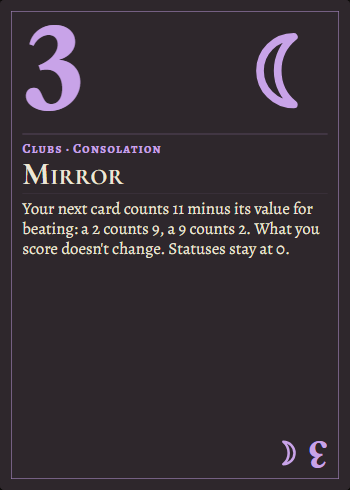 3
Clubs · Consolation
Mirror
Your next card counts 11 minus its value for
beating: a 2 counts 9, a 9 counts 2. What you
score doesn't change. Statuses stay at 0.
3